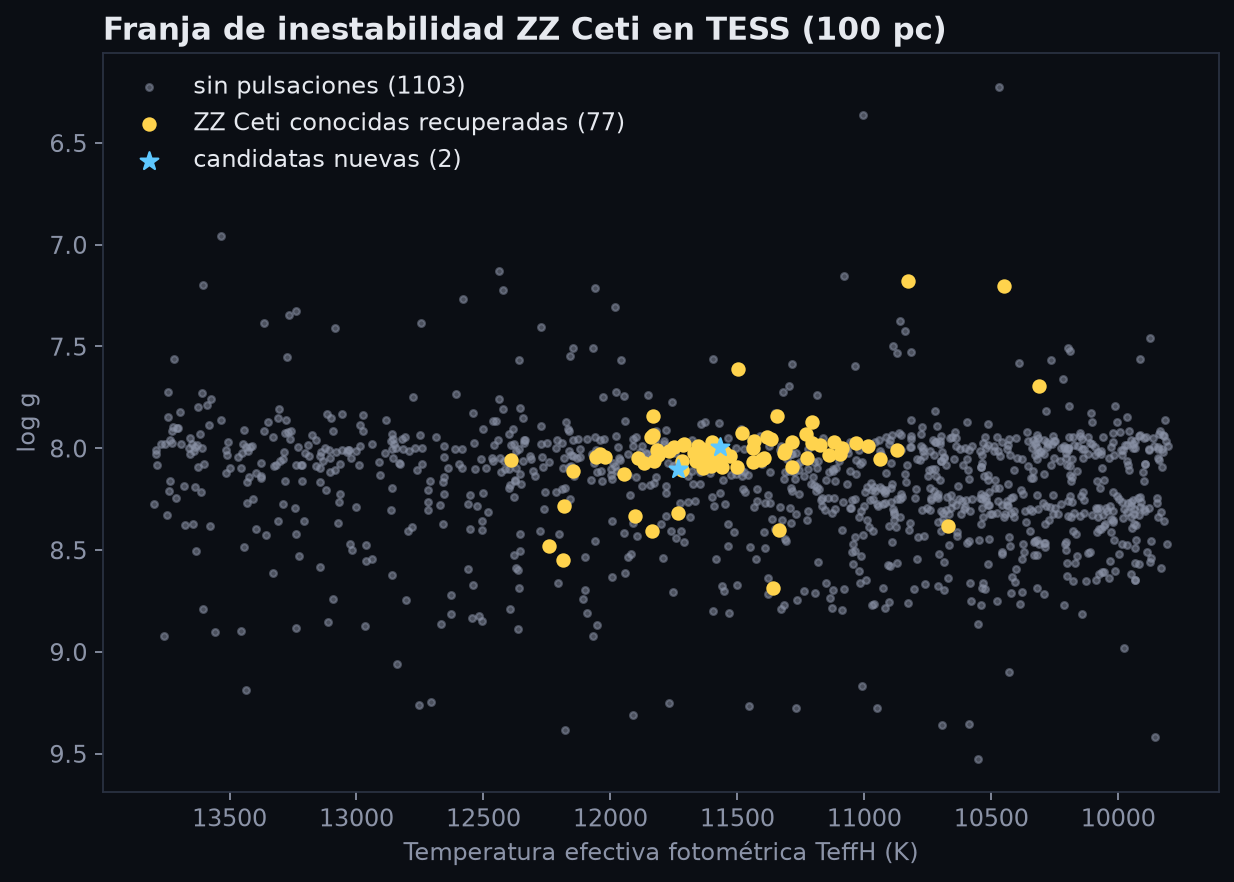 Franja de inestabilidad ZZ Ceti en TESS (100 pc)
sin pulsaciones (1103)
ZZ Ceti conocidas recuperadas (77)
candidatas nuevas (2)
6.5
7.0
7.5
8.0
8.5
9.0
9.5
log g
13500 13000 12500 12000 11500 11000 10500 10000
Temperatura efectiva fotométrica TeffH (K)